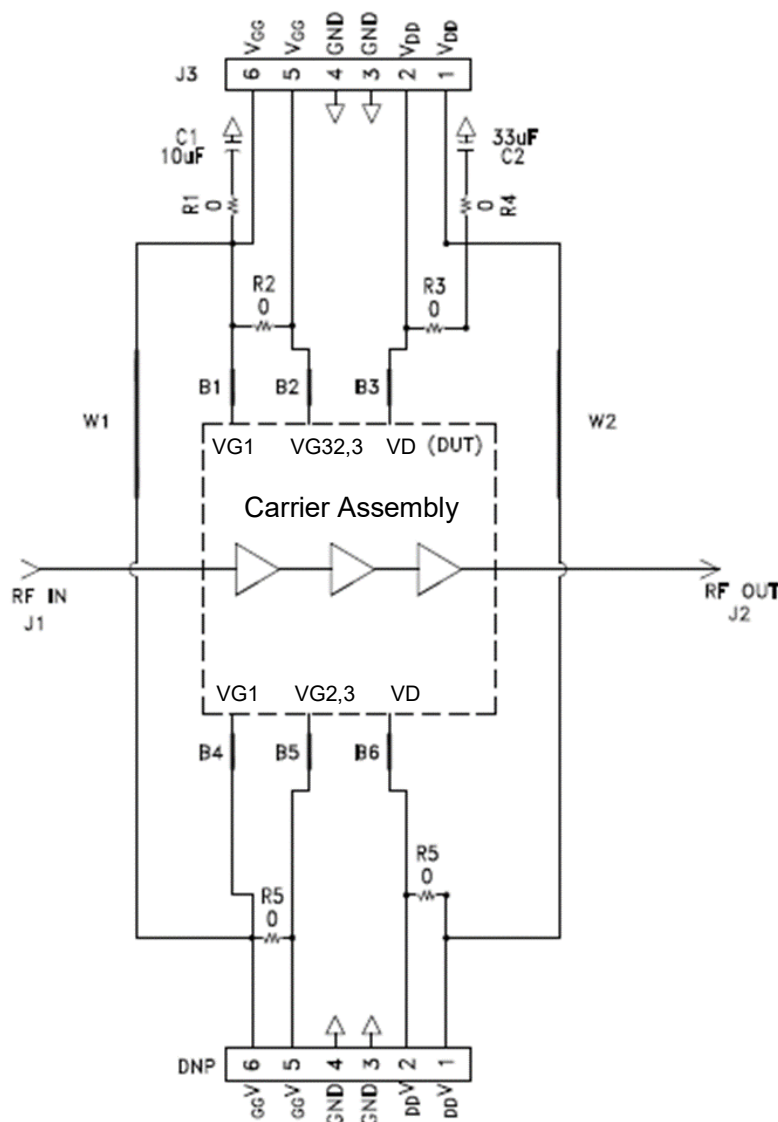 VGG VGG GND GND VDD VDD
J3 6 5 4 3 2 1
C1 33uF
10uF C2
R1 0 0 R4
R2 R3
0 0
B1 B2 B3
W1 W2
VG1 VG32,3 VD (DUT)
Carrier Assembly
RF IN RF OUT
J1 J2
VG1 VG2,3 VD
B4 B5 B6
R5
0
R5
0
DNP 6 5 4 3 2 1
GGV GGV GND GND DDV DDV